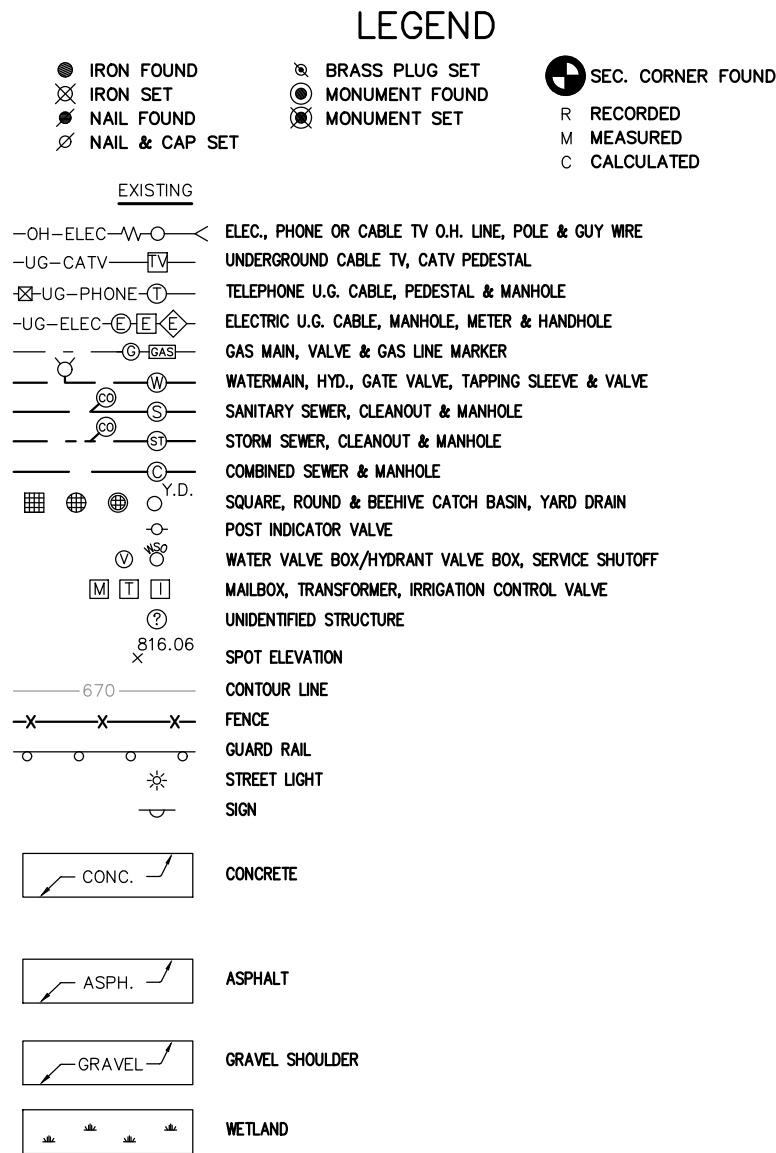 LEGEND
IRON FOUND
IRON SET
NAIL FOUND
NAIL & CAP SET
BRASS PLUG SET
MONUMENT FOUND
MONUMENT SET
SEC. CORNER FOUND
R RECORDED
M MEASURED
C CALCULATED
EXISTING
OH-ELEC ELEC., PHONE OR CABLE TV O.H. LINE, POLE & GUY WIRE
UG-CATV TV UNDERGROUND CABLE TV, CATV PEDESTAL
UG-PHONE T TELEPHONE U.G. CABLE, PEDESTAL & MANHOLE
UG-ELEC E E E ELECTRIC U.G. CABLE, MANHOLE, METER & HANDHOLE
G GAS GAS MAIN, VALVE & GAS LINE MARKER
W WATERMAIN, HYD., GATE VALVE, TAPPING SLEEVE & VALVE
CO S SANITARY SEWER, CLEANOUT & MANHOLE
CO ST STORM SEWER, CLEANOUT & MANHOLE
C COMBINED SEWER & MANHOLE
Y.D. SQUARE, ROUND & BEEHIVE CATCH BASIN, YARD DRAIN
POST INDICATOR VALVE
V WSO WATER VALVE BOX/HYDRANT VALVE BOX, SERVICE SHUTOFF
M T I MAILBOX, TRANSFORMER, IRRIGATION CONTROL VALVE
? UNIDENTIFIED STRUCTURE
816.06 SPOT ELEVATION
670 CONTOUR LINE
X X X FENCE
GUARD RAIL
STREET LIGHT
SIGN
CONC. CONCRETE
ASPH. ASPHALT
GRAVEL GRAVEL SHOULDER
WETLAND